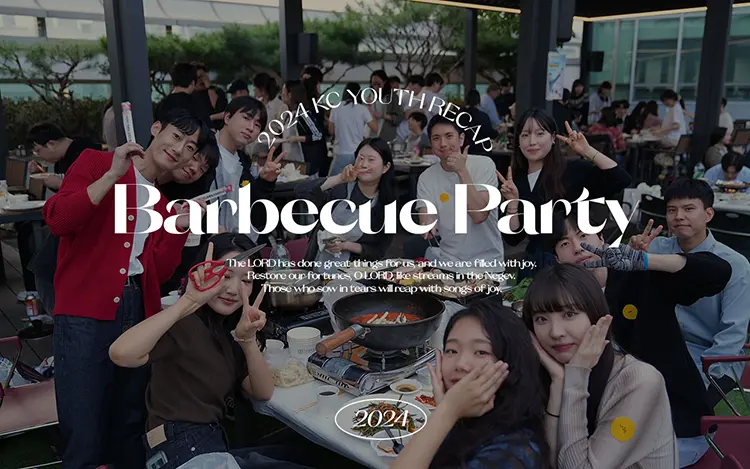 2024 KC YOUTH RECAP
Barbecue Party
The LORD has done great things for us, and we are filled with joy.
Restore our fortunes, O LORD, like streams in the Negev.
Those who sow in tears will reap with songs of joy.
2024